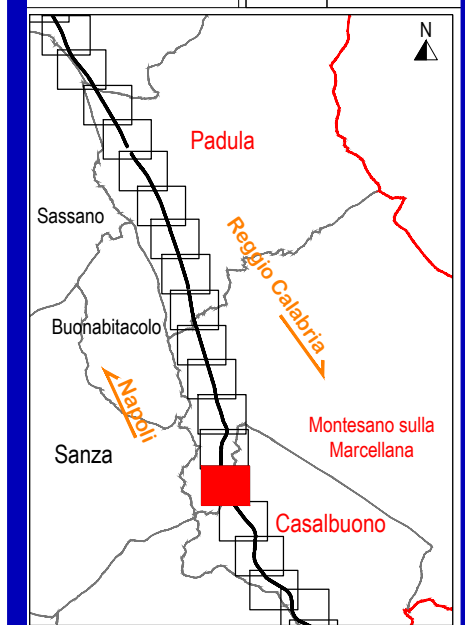 N
Padula
Sassano
Reggio Calabria
Buonabitacolo
Napoli
Montesano sulla
Marcellana
Sanza
Casalbuono